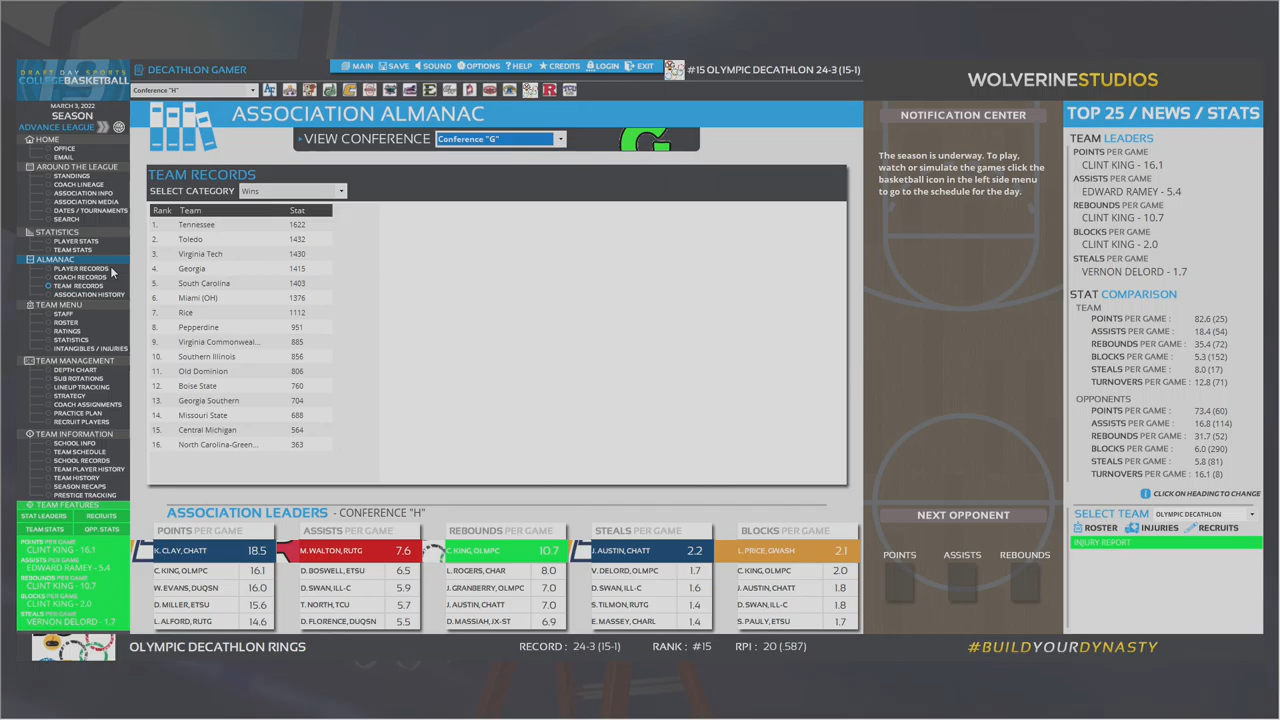 DRAFT DAY SPORTS
COLLEGE BASKETBALL
DECATHLON GAMER
MAIN SAVE SOUND OPTIONS ?HELP CREDITS LOGIN EXIT
#15 OLYMPIC DECATHLON 24-3 (15-1)
Conference "H"
WOLVERINESTUDIOS
MARCH 3, 2022
SEASON
ADVANCE LEAGUE
HOME
OFFICE
EMAIL
AROUND THE LEAGUE
STANDINGS
COACH LINEAGE
ASSOCIATION INFO
ASSOCIATION MEDIA
DATES / TOURNAMENTS
SEARCH
STATISTICS
PLAYER STATS
TEAM STATS
ALMANAC
PLAYER RECORDS
COACH RECORDS
TEAM RECORDS
ASSOCIATION HISTORY
TEAM MENU
STAFF
ROSTER
RATINGS
STATISTICS
INTANGIBLES / INJURIES
TEAM MANAGEMENT
DEPTH CHART
SUB ROTATIONS
LINEUP TRACKING
STRATEGY
COACH ASSIGNMENTS
PRACTICE PLAN
RECRUIT PLAYERS
TEAM INFORMATION
SCHOOL INFO
TEAM SCHEDULE
SCHOOL RECORDS
TEAM PLAYER HISTORY
TEAM HISTORY
SEASON RECAPS
PRESTIGE TRACKING
TEAM FEATURES
STAT LEADERS RECRUITS
TEAM STATS OPP. STATS
POINTS PER GAME
CLINT KING - 16.1
ASSISTS PER GAME
EDWARD RAMEY - 5.4
REBOUNDS PER GAME
CLINT KING - 10.7
BLOCKS PER GAME
CLINT KING - 2.0
STEALS PER GAME
VERNON DELORD - 1.7
ASSOCIATION ALMANAC
VIEW CONFERENCE Conference "G"
G
TEAM RECORDS
SELECT CATEGORY Wins
Rank Team Stat
1. Tennessee 1622
2. Toledo 1432
3. Virginia Tech 1430
4. Georgia 1415
5. South Carolina 1403
6. Miami (OH) 1376
7. Rice 1112
8. Pepperdine 951
9. Virginia Commonweal... 885
10. Southern Illinois 856
11. Old Dominion 806
12. Boise State 760
13. Georgia Southern 704
14. Missouri State 688
15. Central Michigan 564
16. North Carolina-Green... 363
ASSOCIATION LEADERS - CONFERENCE "H"
POINTS PER GAME
K. CLAY, CHATT 18.5
C. KING, OLMPC 16.1
W. EVANS, DUQSN 16.0
D. MILLER, ETSU 15.6
L. ALFORD, RUTG 14.6
ASSISTS PER GAME
M. WALTON, RUTG 7.6
D. BOSWELL, ETSU 6.5
D. SWAN, ILL-C 5.9
T. NORTH, TCU 5.7
D. FLORENCE, DUQSN 5.5
REBOUNDS PER GAME
C.KING, OLMPC 10.7
L. ROGERS, CHAR 8.0
J. GRANBERRY, OLMPC 7.0
J. AUSTIN, CHATT 7.0
D. MASSIAH, JX-ST 6.9
STEALS PER GAME
J. AUSTIN, CHATT 2.2
V. DELORD, OLMPC 1.7
D. SWAN, ILL-C 1.6
S. TILMON, RUTG 1.4
E. MASSEY, CHARL 1.4
BLOCKS PER GAME
L. PRICE, GWASH 2.1
C. KING, OLMPC 2.0
J. AUSTIN, CHATT 1.8
D. SWAN, ILL-C 1.8
S. PAULY, ETSU 1.7
NOTIFICATION CENTER
The season is underway. To play,
watch or simulate the games click the
basketball icon in the left side menu
to go to the schedule for the day.
NEXT OPPONENT
POINTS ASSISTS REBOUNDS
TOP 25 / NEWS / STATS
TEAM LEADERS
POINTS PER GAME
CLINT KING - 16.1
ASSISTS PER GAME
EDWARD RAMEY - 5.4
REBOUNDS PER GAME
CLINT KING - 10.7
BLOCKS PER GAME
CLINT KING - 2.0
STEALS PER GAME
VERNON DELORD - 1.7
STAT COMPARISON
TEAM
POINTS PER GAME : 82.6 (25)
ASSISTS PER GAME : 18.4 (54)
REBOUNDS PER GAME : 35.4 (72)
BLOCKS PER GAME : 5.3 (152)
STEALS PER GAME : 8.0 (17)
TURNOVERS PER GAME : 12.8 (71)
OPPONENTS
POINTS PER GAME : 73.4 (60)
ASSISTS PER GAME : 16.8 (114)
REBOUNDS PER GAME : 31.7 (52)
BLOCKS PER GAME : 6.0 (290)
STEALS PER GAME : 5.8 (81)
TURNOVERS PER GAME : 16.1 (8)
CLICK ON HEADING TO CHANGE
SELECT TEAM OLYMPIC DECATHLON
ROSTER INJURIES RECRUITS
INJURY REPORT
OLYMPIC DECATHLON RINGS
RECORD : 24-3 (15-1) RANK : #15 RPI : 20 (.587)
#BUILDYOURDYNASTY